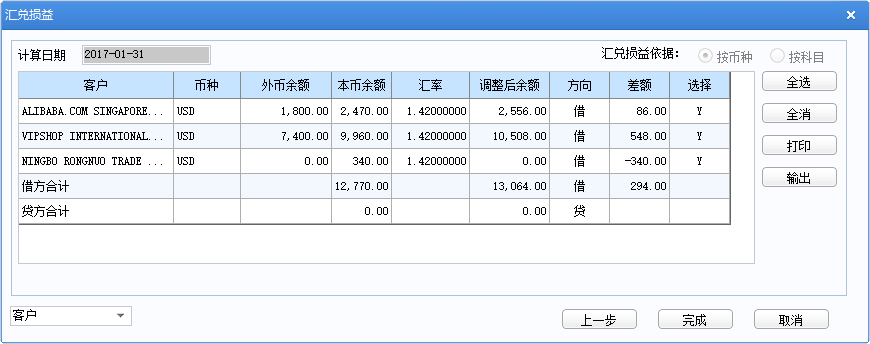 汇兑损益
计算日期 2017-01-31 汇兑损益依据: 按币种 按科目
客户 币种 外币余额 本币余额 汇率 调整后余额 方向 差额 选择
ALIBABA.COM SINGAPORE... USD 1,800.00 2,470.00 1.42000000 2,556.00 借 86.00 Y
VIPSHOP INTERNATIONAL... USD 7,400.00 9,960.00 1.42000000 10,508.00 借 548.00 Y
NINGBO RONGNUO TRADE ... USD 0.00 340.00 1.42000000 0.00 借 -340.00 Y
借方合计 12,770.00 13,064.00 借 294.00
贷方合计 0.00 0.00 贷
全选
全消
打印
输出
客户 上一步 完成 取消